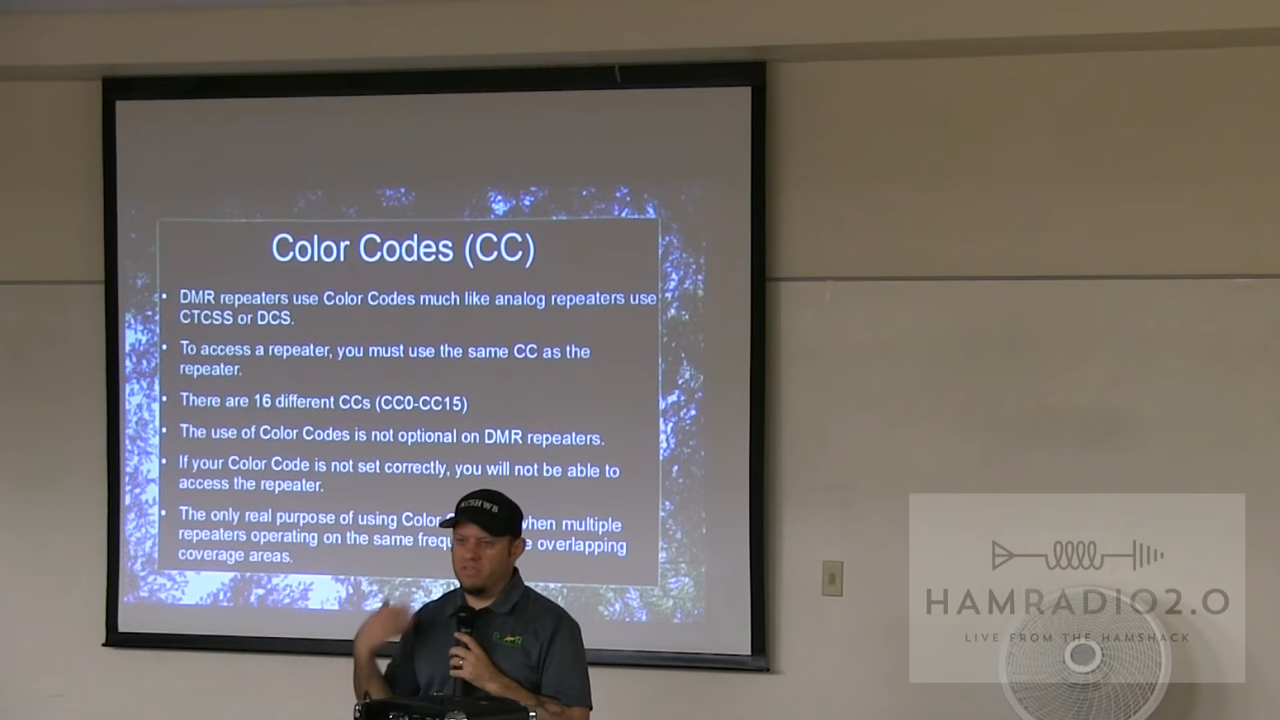 Color Codes (CC)
• DMR repeaters use Color Codes much like analog repeaters use
CTCSS or DCS.
• To access a repeater, you must use the same CC as the
repeater.
• There are 16 different CCs (CC0-CC15)
• The use of Color Codes is not optional on DMR repeaters.
• If your Color Code is not set correctly, you will not be able to
access the repeater.
• The only real purpose of using Color when multiple
repeaters operating on the same overlapping
coverage areas.
HAMRADIO2.0
LIVE FROM THE HAMSHACK